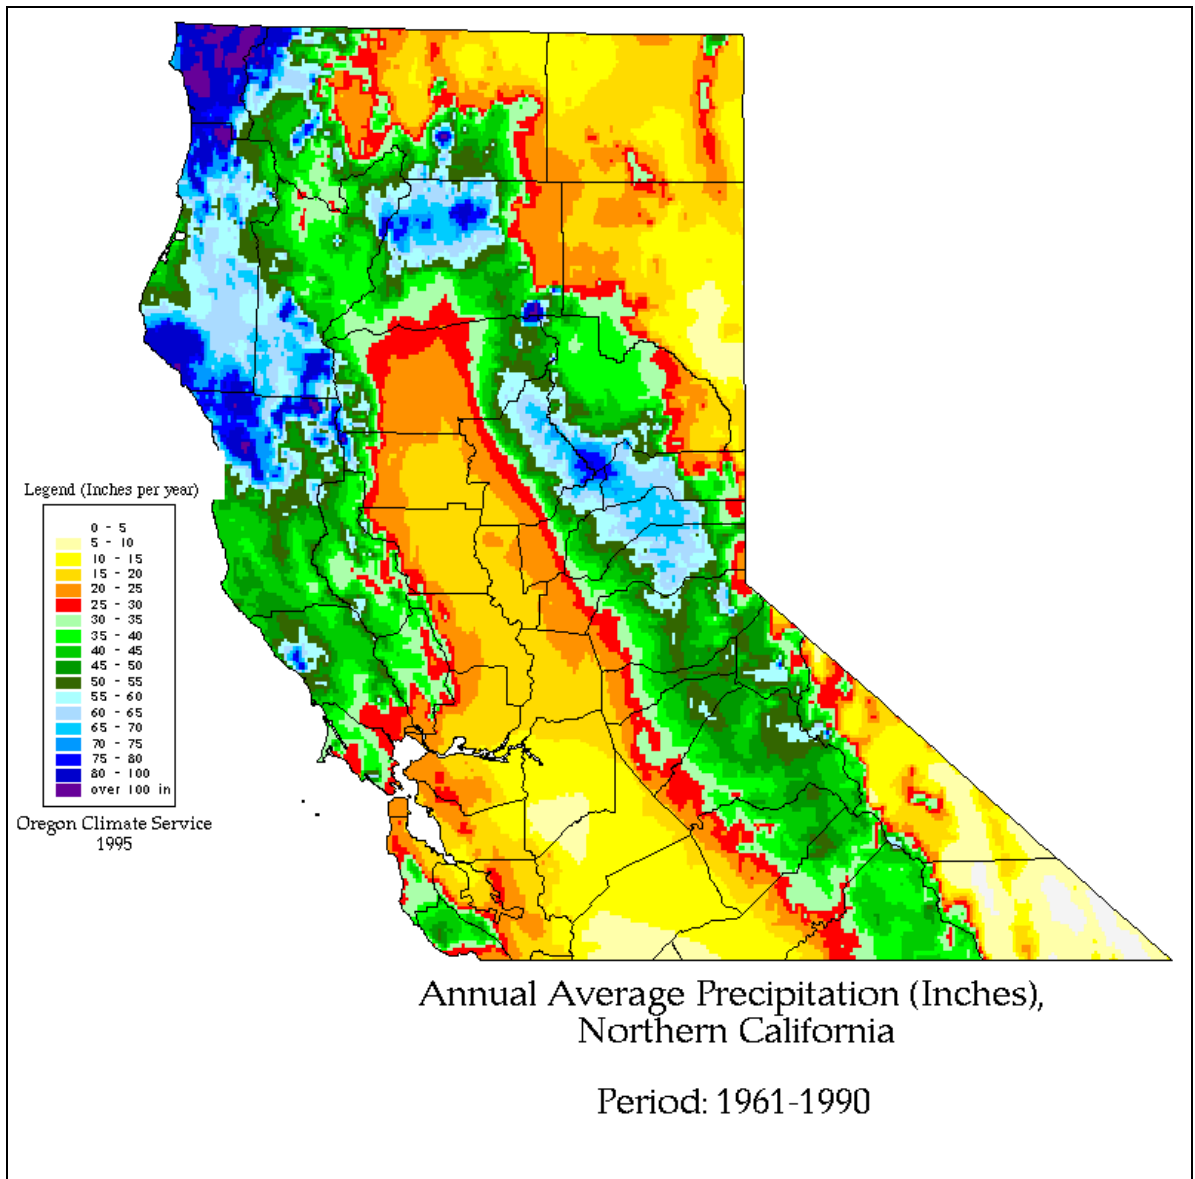 Legend (Inches per year)
0 - 5
5 - 10
10 - 15
15 - 20
20 - 25
25 - 30
30 - 35
35 - 40
40 - 45
45 - 50
50 - 55
55 - 60
60 - 65
65 - 70
70 - 75
75 - 80
80 - 100
over 100 in
Oregon Climate Service
1995
Annual Average Precipitation (Inches),
Northern California
Period: 1961-1990